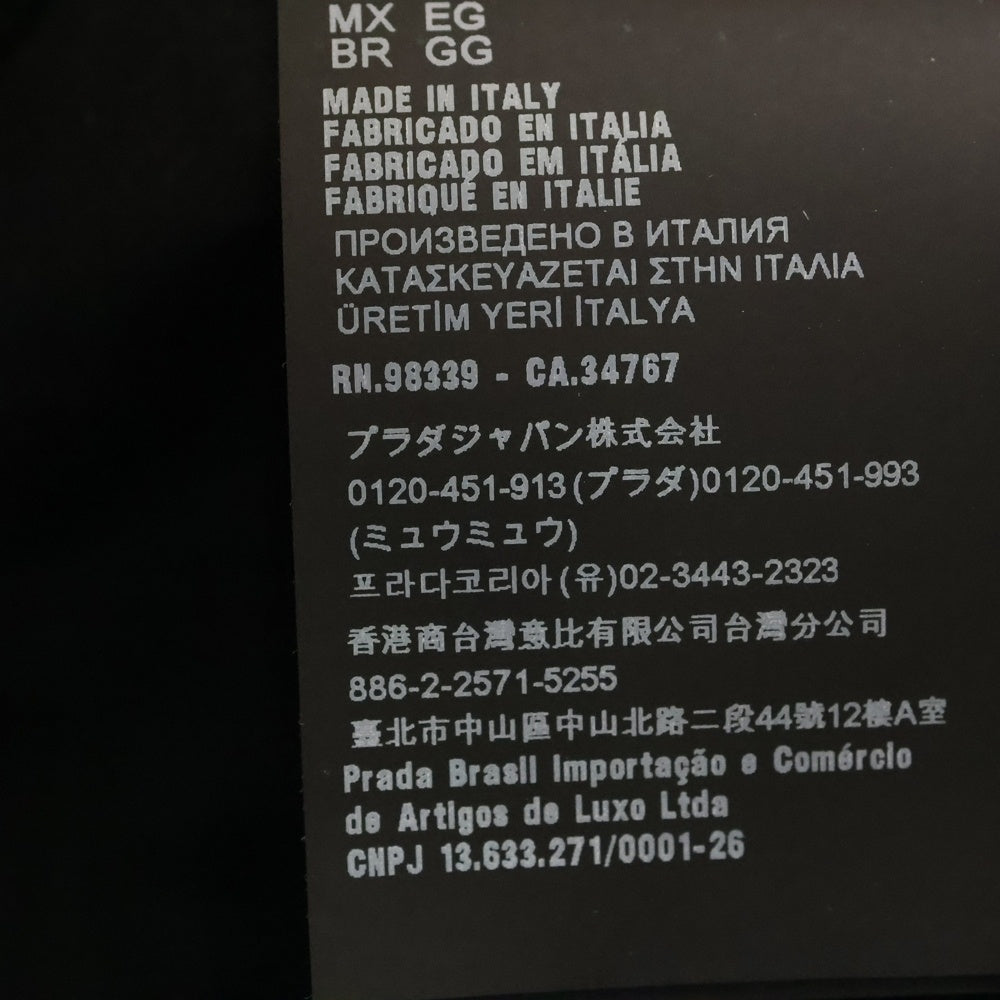 MX EG
BR GG
MADE IN ITALY
FABRICADO EN ITALIA
FABRICADO EM ITÁLIA
FABRIQUÉ EN ITALIE
ПРОИЗВЕДЕНО В ИТАЛИЯ
ΚΑΤΑΣΚΕΥΑΖΕΤΑΙ ΣΤΗΝ ΙΤΑΛΙΑ
ÜRETİM YERİ İTALYA
RN.98339 - CA.34767
プラダジャパン株式会社
0120-451-913(プラダ)0120-451-993
(ミュウミュウ)
프라다코리아(유)02-3443-2323
香港商台灣意比有限公司台灣分公司
886-2-2571-5255
臺北市中山區中山北路二段44號12樓A室
Prada Brasil Importação e Comércio
de Artigos de Luxo Ltda
CNPJ 13.633.271/0001-26